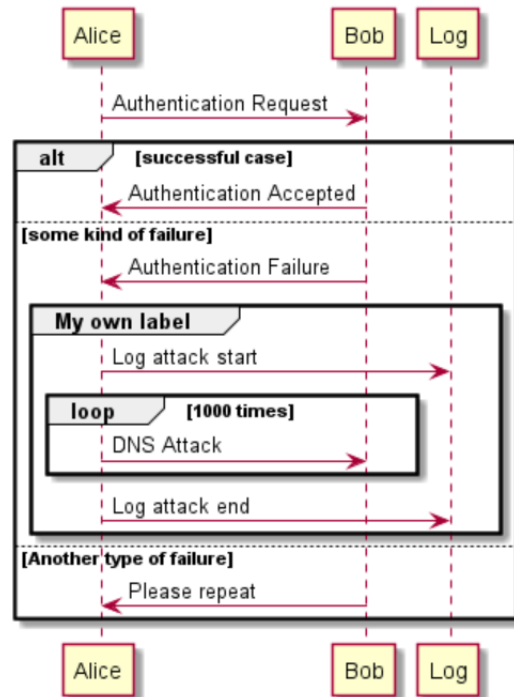 Alice Bob Log
Authentication Request
alt [successful case]
Authentication Accepted
[some kind of failure]
Authentication Failure
My own label
Log attack start
loop [1000 times]
DNS Attack
Log attack end
[Another type of failure]
Please repeat
Alice Bob Log